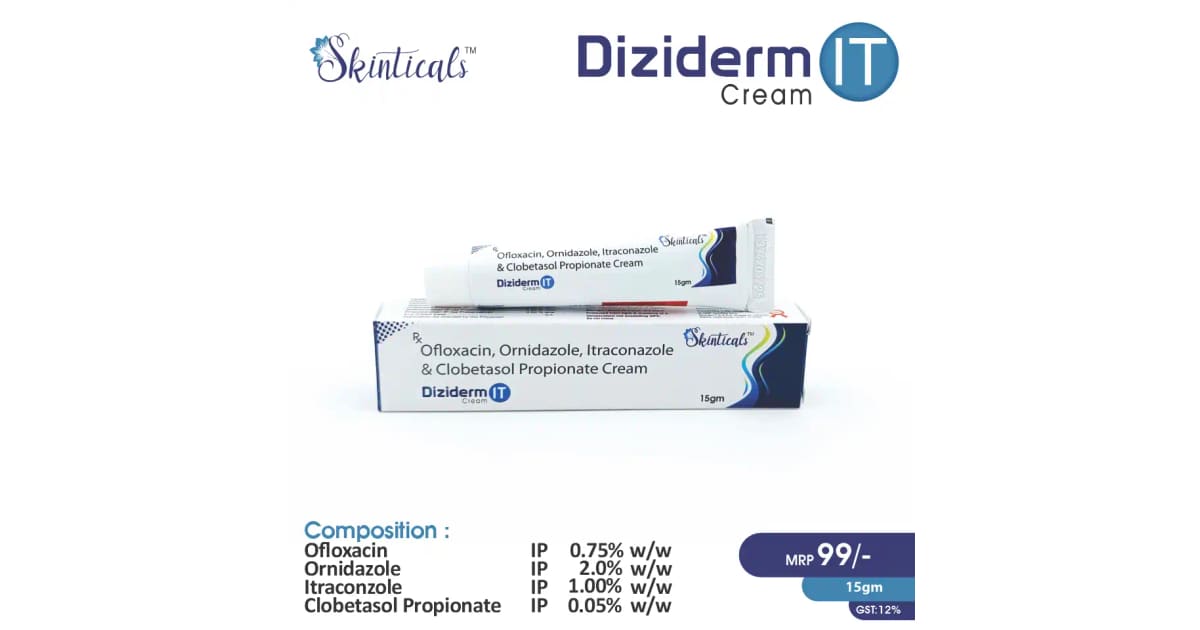 Skinticals™
Diziderm IT
Cream
Skinticals™
Rx
Ofloxacin, Ornidazole, Itraconazole
& Clobetasol Propionate Cream
Diziderm IT
Cream
15gm
Rx
Ofloxacin, Ornidazole, Itraconazole
& Clobetasol Propionate Cream
Skinticals™
Diziderm IT
Cream
15gm
Composition :
Ofloxacin IP 0.75% w/w
Ornidazole IP 2.0% w/w
Itraconzole IP 1.00% w/w
Clobetasol Propionate IP 0.05% w/w
MRP 99/-
15gm
GST:12%